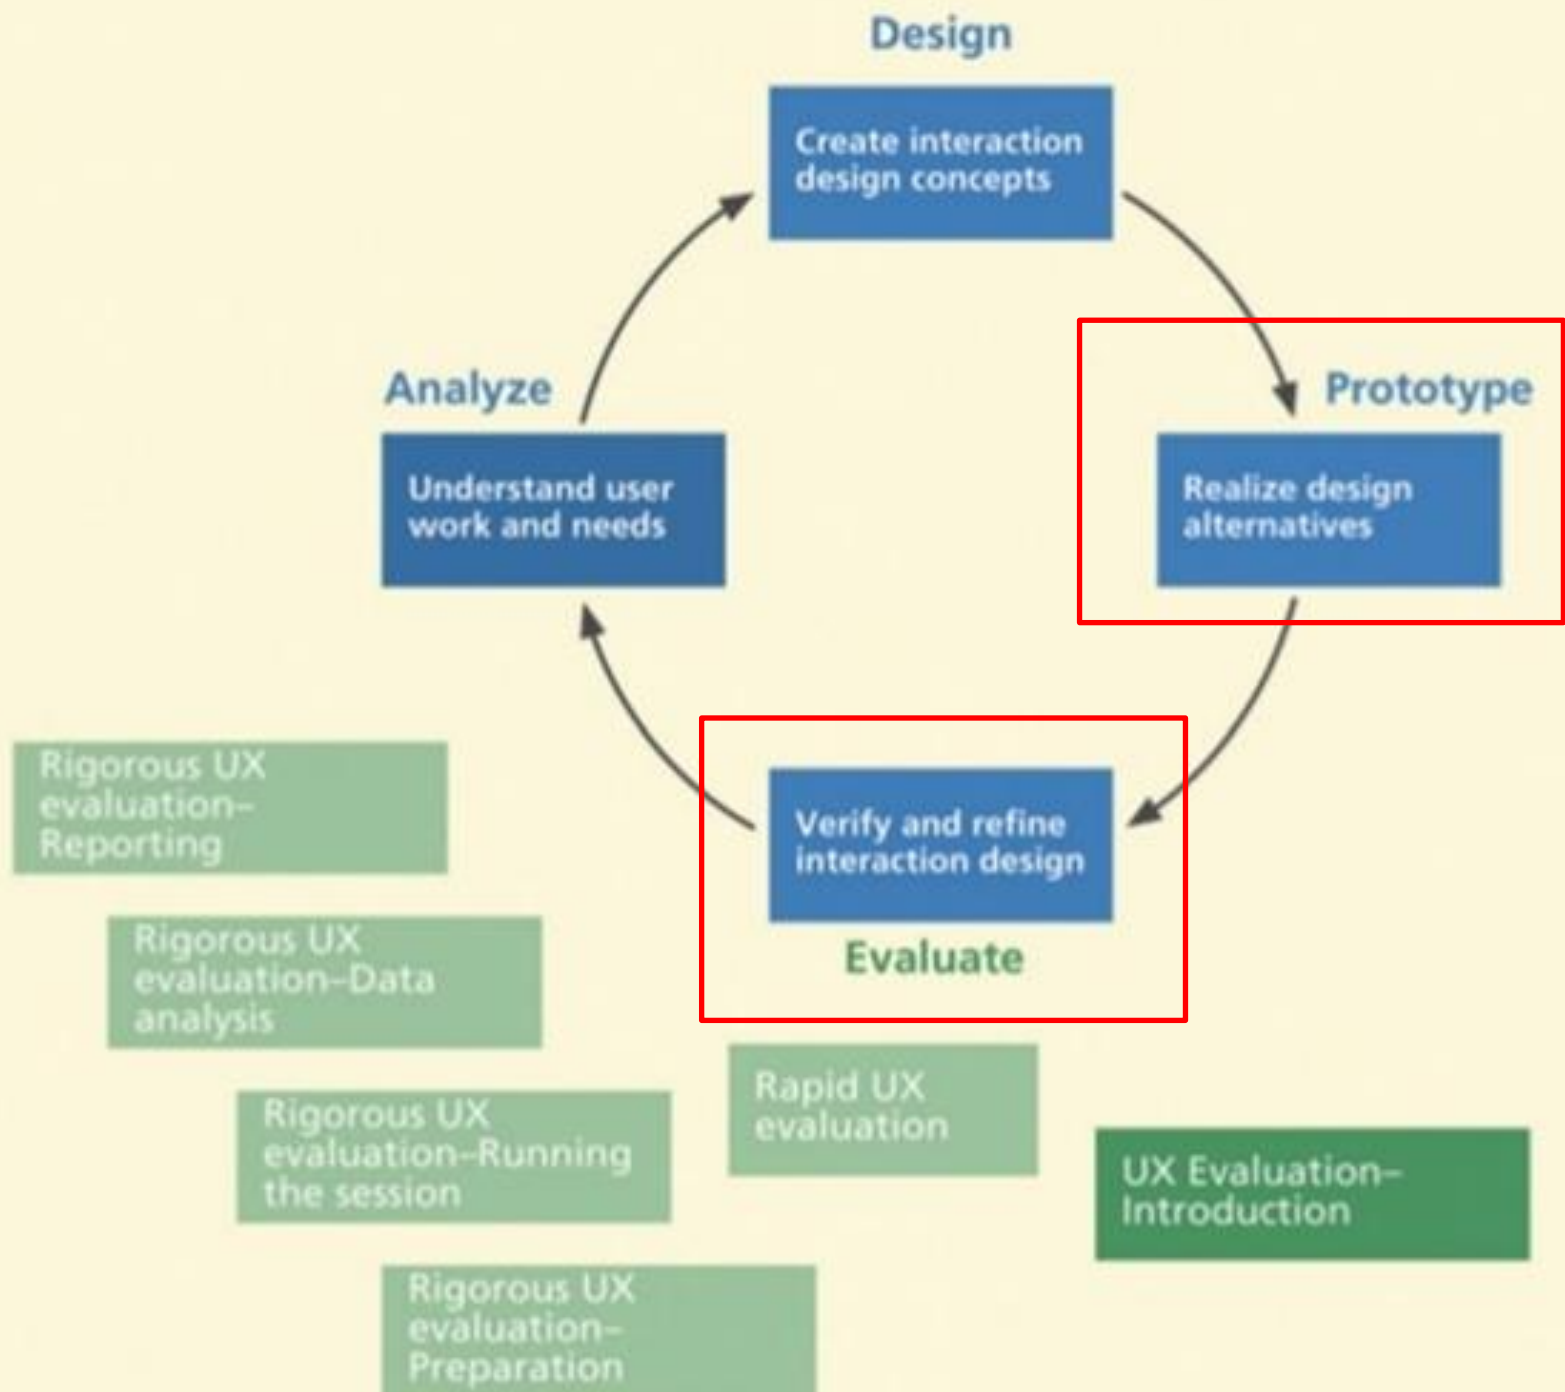 Design
Create interaction
design concepts
Analyze
Prototype
Understand user
work and needs
Realize design
alternatives
Rigorous UX
evaluation–
Reporting
Verify and refine
interaction design
Evaluate
Rigorous UX
evaluation–Data
analysis
Rapid UX
evaluation
Rigorous UX
evaluation–Running
the session
UX Evaluation–
Introduction
Rigorous UX
evaluation–
Preparation